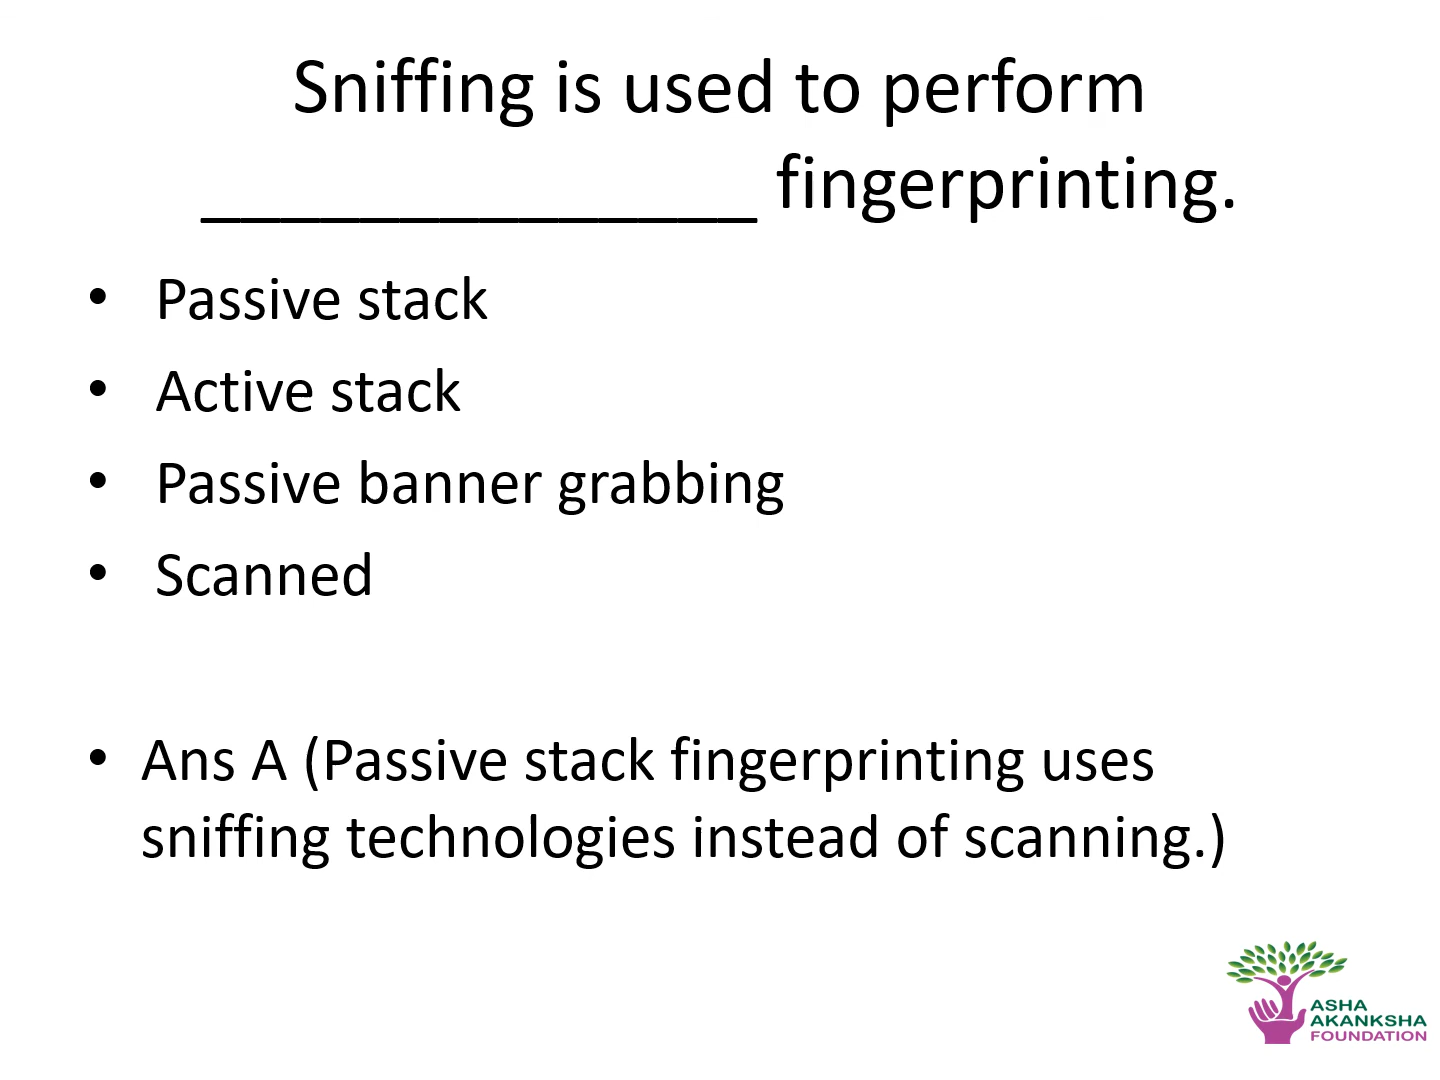 Sniffing is used to perform
______________ fingerprinting.
• Passive stack
• Active stack
• Passive banner grabbing
• Scanned
• Ans A (Passive stack fingerprinting uses
sniffing technologies instead of scanning.)
ASHA
AKANKSHA
FOUNDATION